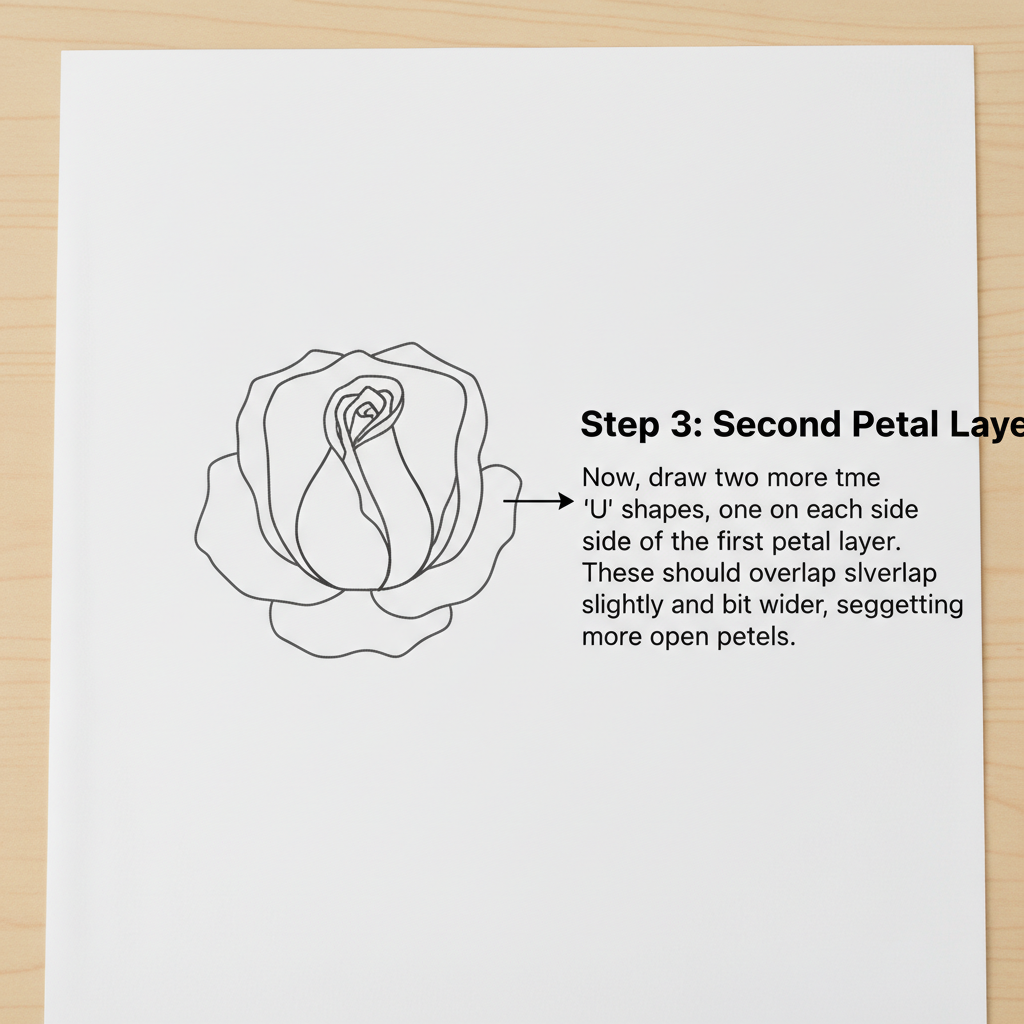 Step 3: Second Petal Laye
Now, draw two more tme
'U' shapes, one on each side
side of the first petal layer.
These should overlap slverlap
slightly and bit wider, seggetting
more open petels.